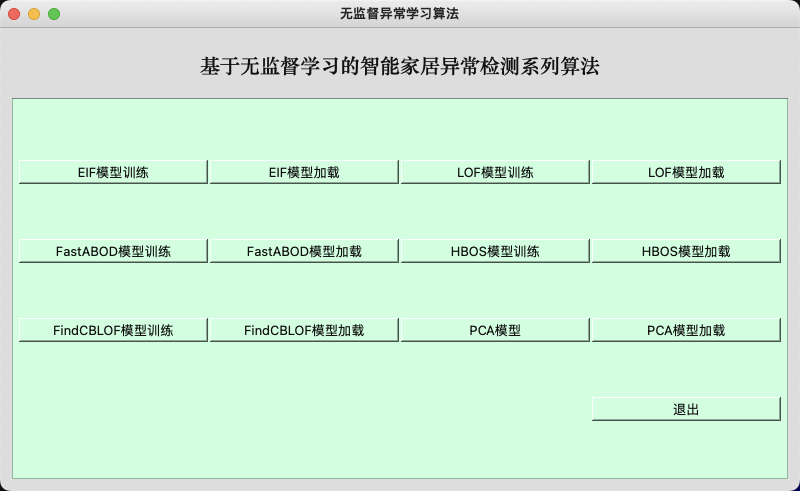 无监督异常学习算法
基于无监督学习的智能家居异常检测系列算法
EIF模型训练 EIF模型加载 LOF模型训练 LOF模型加载
FastABOD模型训练 FastABOD模型加载 HBOS模型训练 HBOS模型加载
FindCBLOF模型训练 FindCBLOF模型加载 PCA模型 PCA模型加载
退出